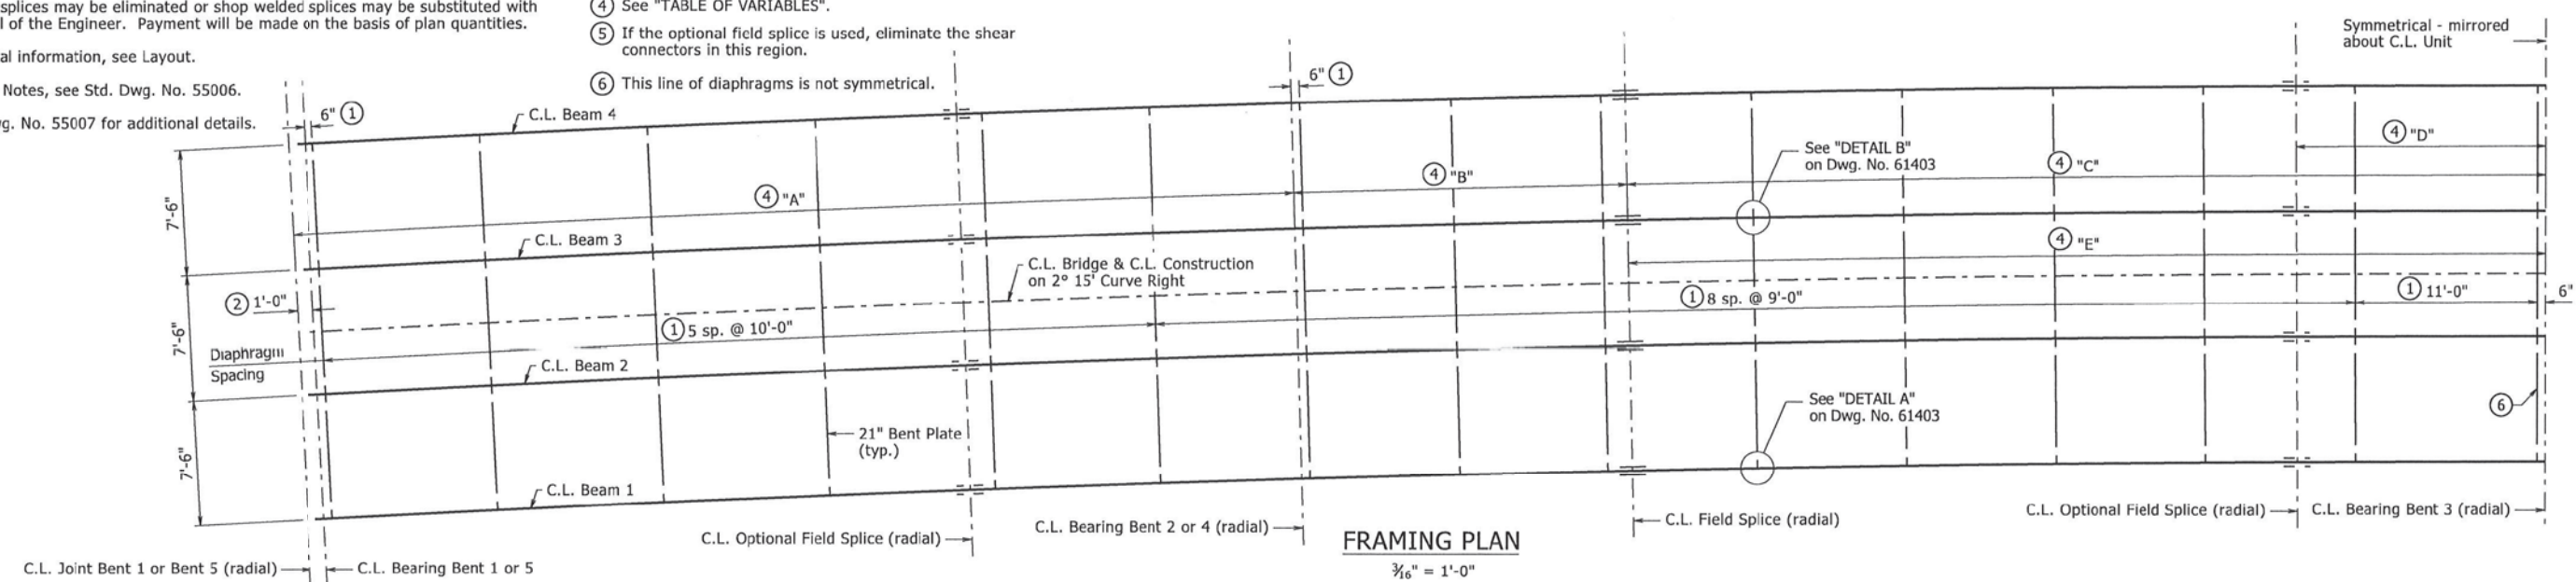 splices may be eliminated or shop welded splices may be substituted with
l of the Engineer. Payment will be made on the basis of plan quantities.
al information, see Layout.
Notes, see Std. Dwg. No. 55006.
g. No. 55007 for additional details.
④ See "TABLE OF VARIABLES".
⑤ If the optional field splice is used, eliminate the shear
connectors in this region.
⑥ This line of diaphragms is not symmetrical.
Symmetrical - mirrored
about C.L. Unit
6" ①
6" ①
C.L. Beam 4
④ "D"
See "DETAIL B"
on Dwg. No. 61403
④ "A"
④ "B"
④ "C"
7'-6"
C.L. Beam 3
④ "E"
C.L. Bridge & C.L. Construction
on 2° 15' Curve Right
② 1'-0"
① 5 sp. @ 10'-0"
① 8 sp. @ 9'-0"
① 11'-0"
6"
7'-6"
Diaphragm
Spacing
C.L. Beam 2
See "DETAIL A"
on Dwg. No. 61403
⑥
21" Bent Plate
(typ.)
7'-6"
C.L. Beam 1
C.L. Optional Field Splice (radial)
C.L. Bearing Bent 2 or 4 (radial)
C.L. Field Splice (radial)
C.L. Optional Field Splice (radial)
C.L. Bearing Bent 3 (radial)
C.L. Joint Bent 1 or Bent 5 (radial)
C.L. Bearing Bent 1 or 5
FRAMING PLAN
3⁄16" = 1'-0"